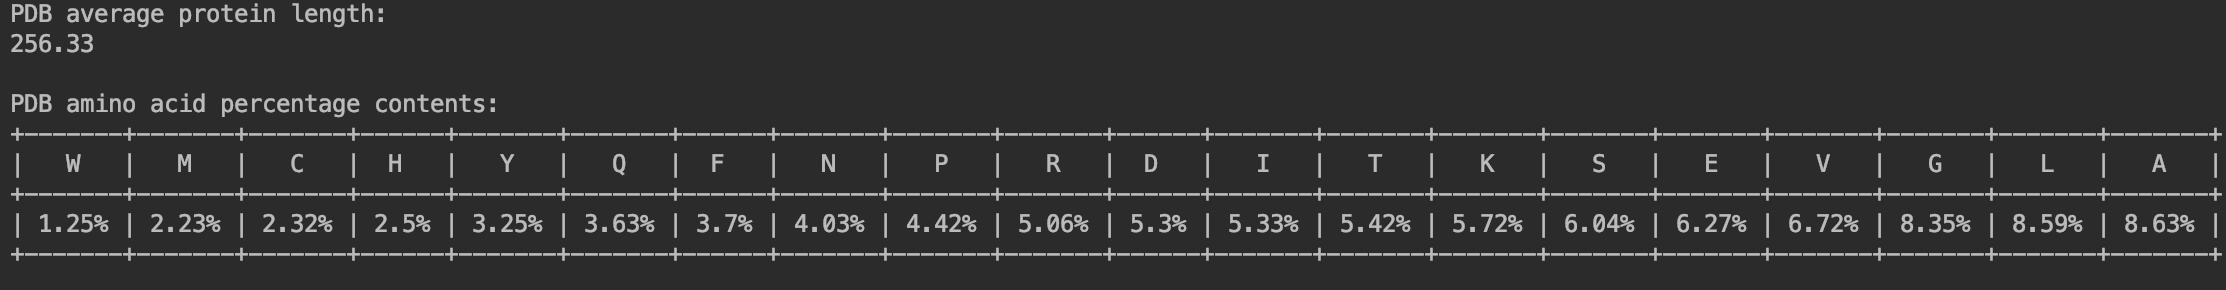 PDB average protein length:
256.33
PDB amino acid percentage contents:
+-------+-------+-------+------+-------+-------+------+-------+-------+-------+------+-------+-------+-------+-------+-------+-------+-------+-------+-------+
|   W   |   M   |   C   |  H   |   Y   |   Q   |  F   |   N   |   P   |   R   |  D   |   I   |   T   |   K   |   S   |   E   |   V   |   G   |   L   |   A   |
+-------+-------+-------+------+-------+-------+------+-------+-------+-------+------+-------+-------+-------+-------+-------+-------+-------+-------+-------+
| 1.25% | 2.23% | 2.32% | 2.5% | 3.25% | 3.63% | 3.7% | 4.03% | 4.42% | 5.06% | 5.3% | 5.33% | 5.42% | 5.72% | 6.04% | 6.27% | 6.72% | 8.35% | 8.59% | 8.63% |
+-------+-------+-------+------+-------+-------+------+-------+-------+-------+------+-------+-------+-------+-------+-------+-------+-------+-------+-------+